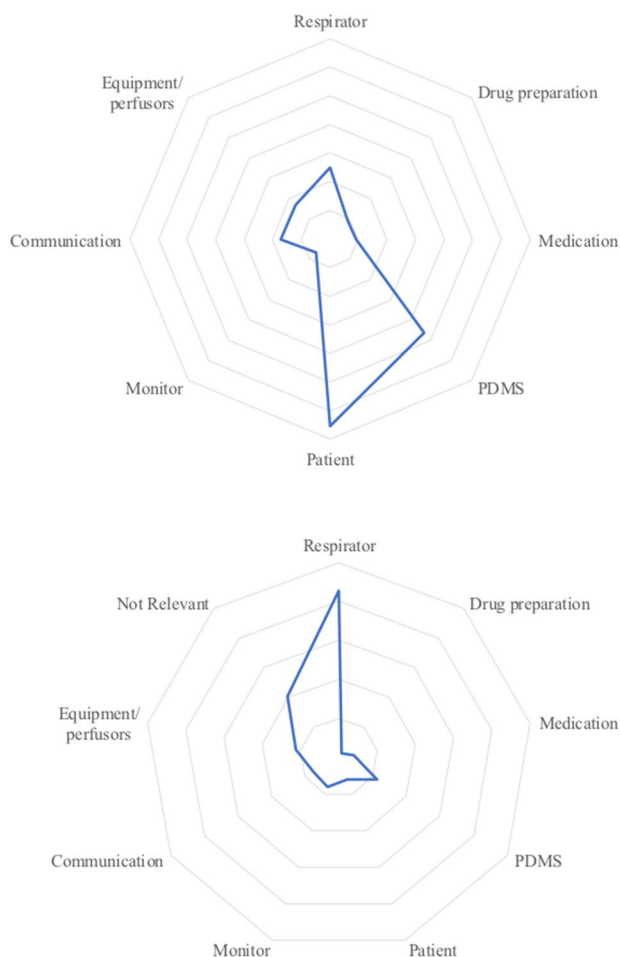 Respirator
Equipment/
perfusors
Drug preparation
Communication
Medication
Monitor
PDMS
Patient
Respirator
Not Relevant
Drug preparation
Equipment/
perfusors
Medication
Communication
PDMS
Monitor
Patient